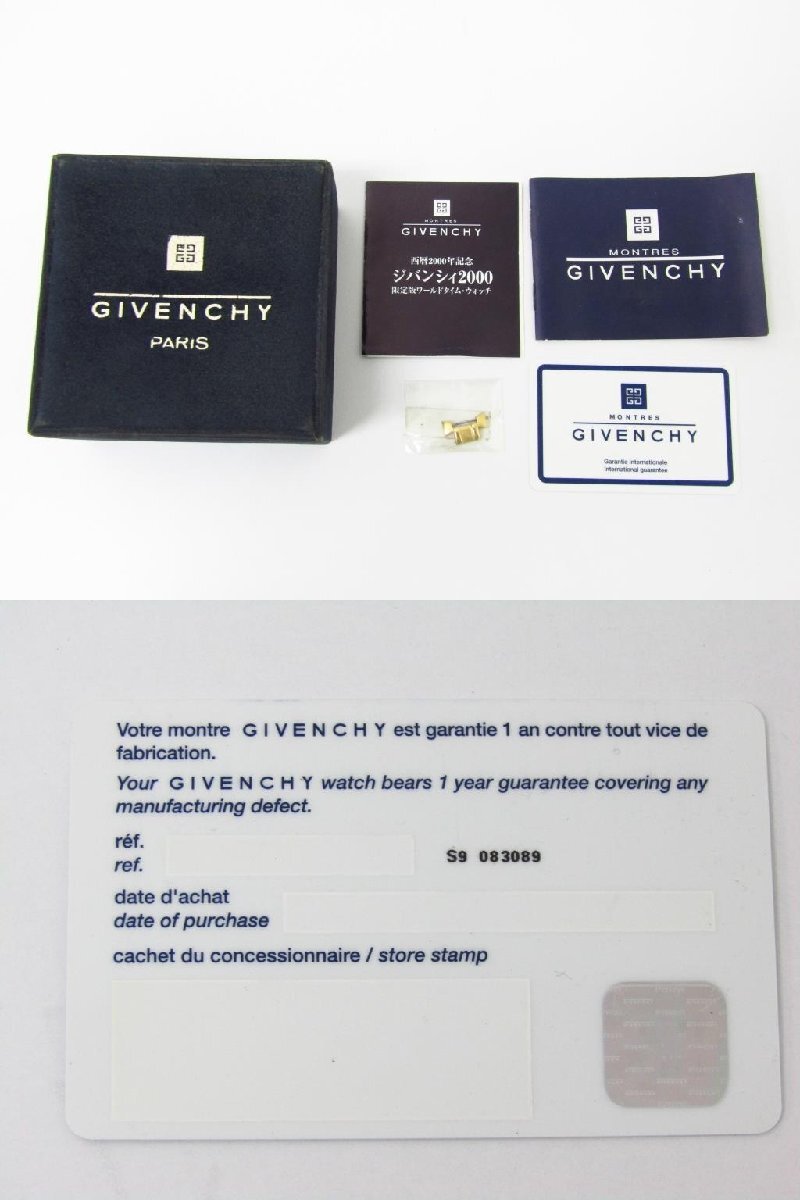 GIVENCHY
PARIS
MONTRES
GIVENCHY
西暦2000年記念
ジバンシィ2000
限定版ワールドタイム・ウォッチ
MONTRES
GIVENCHY
MONTRES
GIVENCHY
Garantie internationale
International guarantee
Votre montre GIVENCHY est garantie 1 an contre tout vice de
fabrication.
Your GIVENCHY watch bears 1 year guarantee covering any
manufacturing defect.
réf.
ref.
S9 083089
date d'achat
date of purchase
cachet du concessionnaire / store stamp